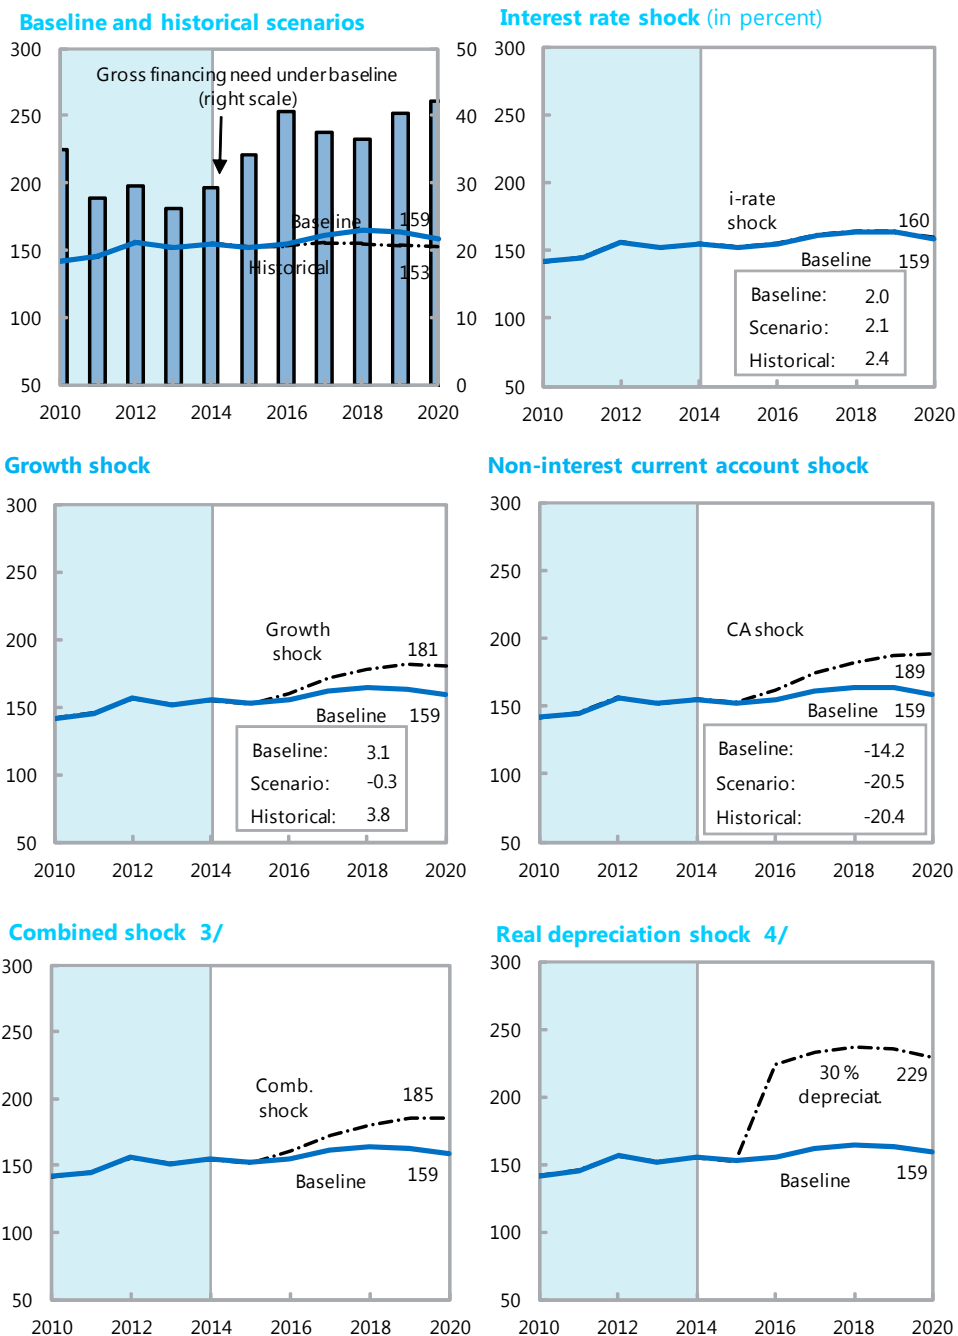 Baseline and historical scenarios
300
250
200
150
100
50
50
40
30
20
10
0
Gross financing need under baseline
(right scale)
Baseline
159
Historical
153
2010 2012 2014 2016 2018 2020
Interest rate shock (in percent)
300
250
200
150
100
50
i-rate
shock
160
Baseline 159
Baseline: 2.0
Scenario: 2.1
Historical: 2.4
2010 2012 2014 2016 2018 2020
Growth shock
300
250
200
150
100
50
Growth
shock
181
Baseline 159
Baseline: 3.1
Scenario: -0.3
Historical: 3.8
2010 2012 2014 2016 2018 2020
Non-interest current account shock
300
250
200
150
100
50
CA shock
189
Baseline 159
Baseline: -14.2
Scenario: -20.5
Historical: -20.4
2010 2012 2014 2016 2018 2020
Combined shock 3/
300
250
200
150
100
50
Comb.
shock
185
Baseline 159
2010 2012 2014 2016 2018 2020
Real depreciation shock 4/
300
250
200
150
100
50
30 %
depreciat.
229
Baseline 159
2010 2012 2014 2016 2018 2020